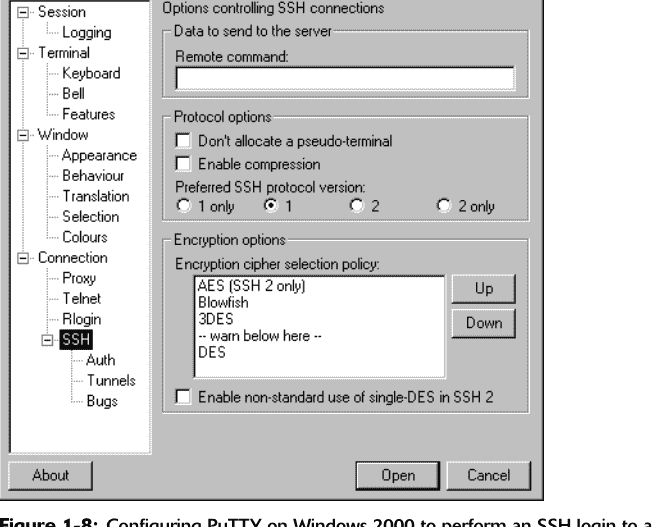 Session
Logging
Terminal
Keyboard
Bell
Features
Window
Appearance
Behaviour
Translation
Selection
Colours
Connection
Proxy
Telnet
Rlogin
SSH
Auth
Tunnels
Bugs
Options controlling SSH connections
Data to send to the server
Remote command:
Protocol options
Don't allocate a pseudo-terminal
Enable compression
Preferred SSH protocol version:
1 only 1 2 2 only
Encryption options
Encryption cipher selection policy:
AES (SSH 2 only)
Blowfish
3DES
-- warn below here --
DES
Up
Down
Enable non-standard use of single-DES in SSH 2
About Open Cancel
Figure 1-8: Configuring PuTTY on Windows 2000 to perform an SSH login to a